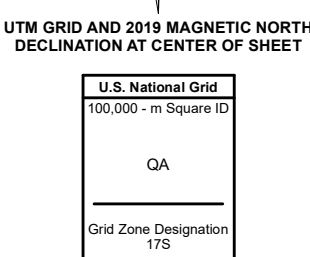 UTM GRID AND 2019 MAGNETIC NORTH
DECLINATION AT CENTER OF SHEET
U.S. National Grid
100,000 - m Square ID
QA
Grid Zone Designation
17S